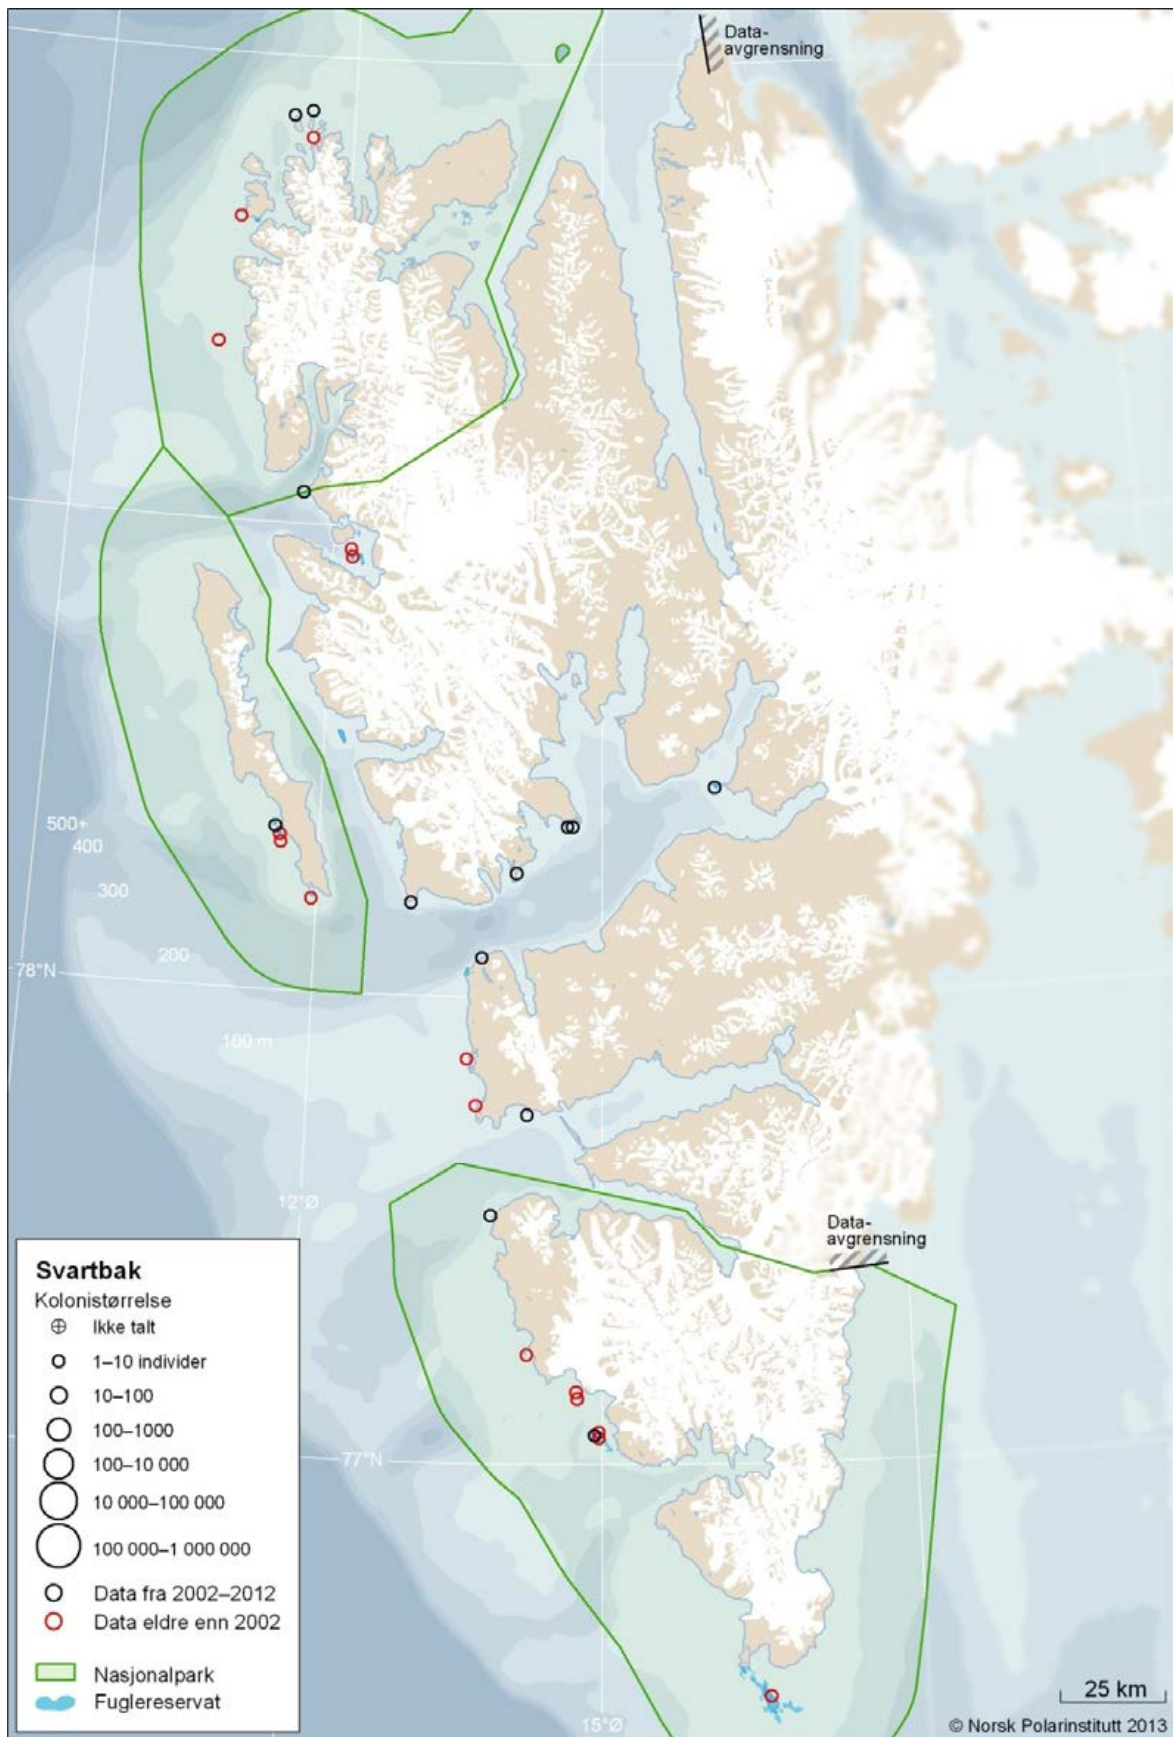 Data-
avgrensning
500+
400
300
200
78°N
100 m
12°Ø
Data-
avgrensning
77°N
15°Ø
Svartbak
Kolonistørrelse
Ikke talt
1–10 individer
10–100
100–1000
100–10 000
10 000–100 000
100 000–1 000 000
Data fra 2002–2012
Data eldre enn 2002
Nasjonalpark
Fuglereservat
25 km
© Norsk Polarinstitutt 2013